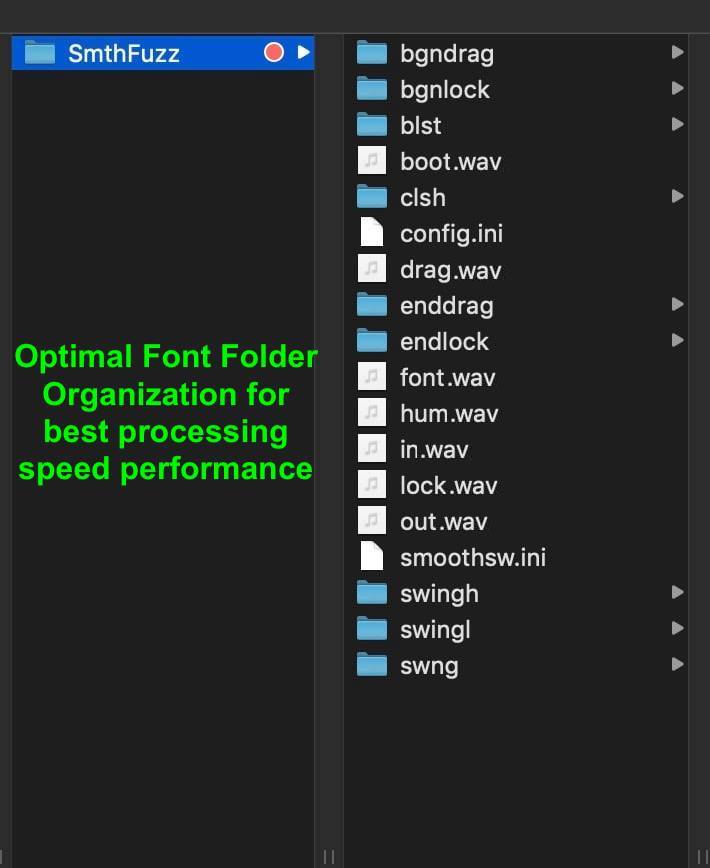 SmthFuzz
Optimal Font Folder
Organization for
best processing
speed performance
bgndrag
bgnlock
blst
boot.wav
clsh
config.ini
drag.wav
enddrag
endlock
font.wav
hum.wav
in.wav
lock.wav
out.wav
smoothsw.ini
swingh
swingl
swng